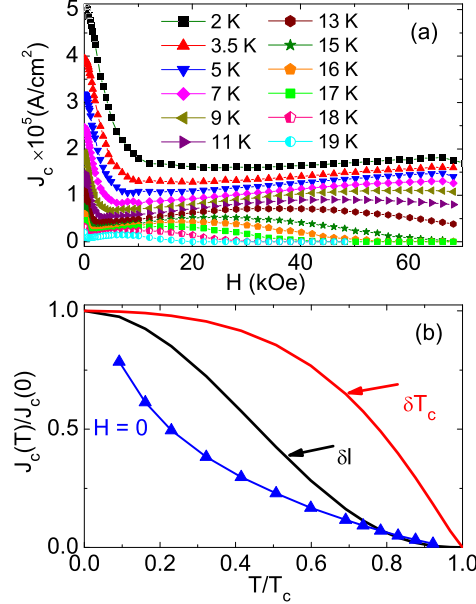 5
4
3
2
1
0
J_c ×10^5 (A/cm^2)
2 K
3.5 K
5 K
7 K
9 K
11 K
13 K
15 K
16 K
17 K
18 K
19 K
(a)
0 20 40 60
H (kOe)
1.0
0.5
0.0
J_c(T)/J_c(0)
(b)
H = 0
δl
δT_c
0.0 0.2 0.4 0.6 0.8 1.0
T/T_c